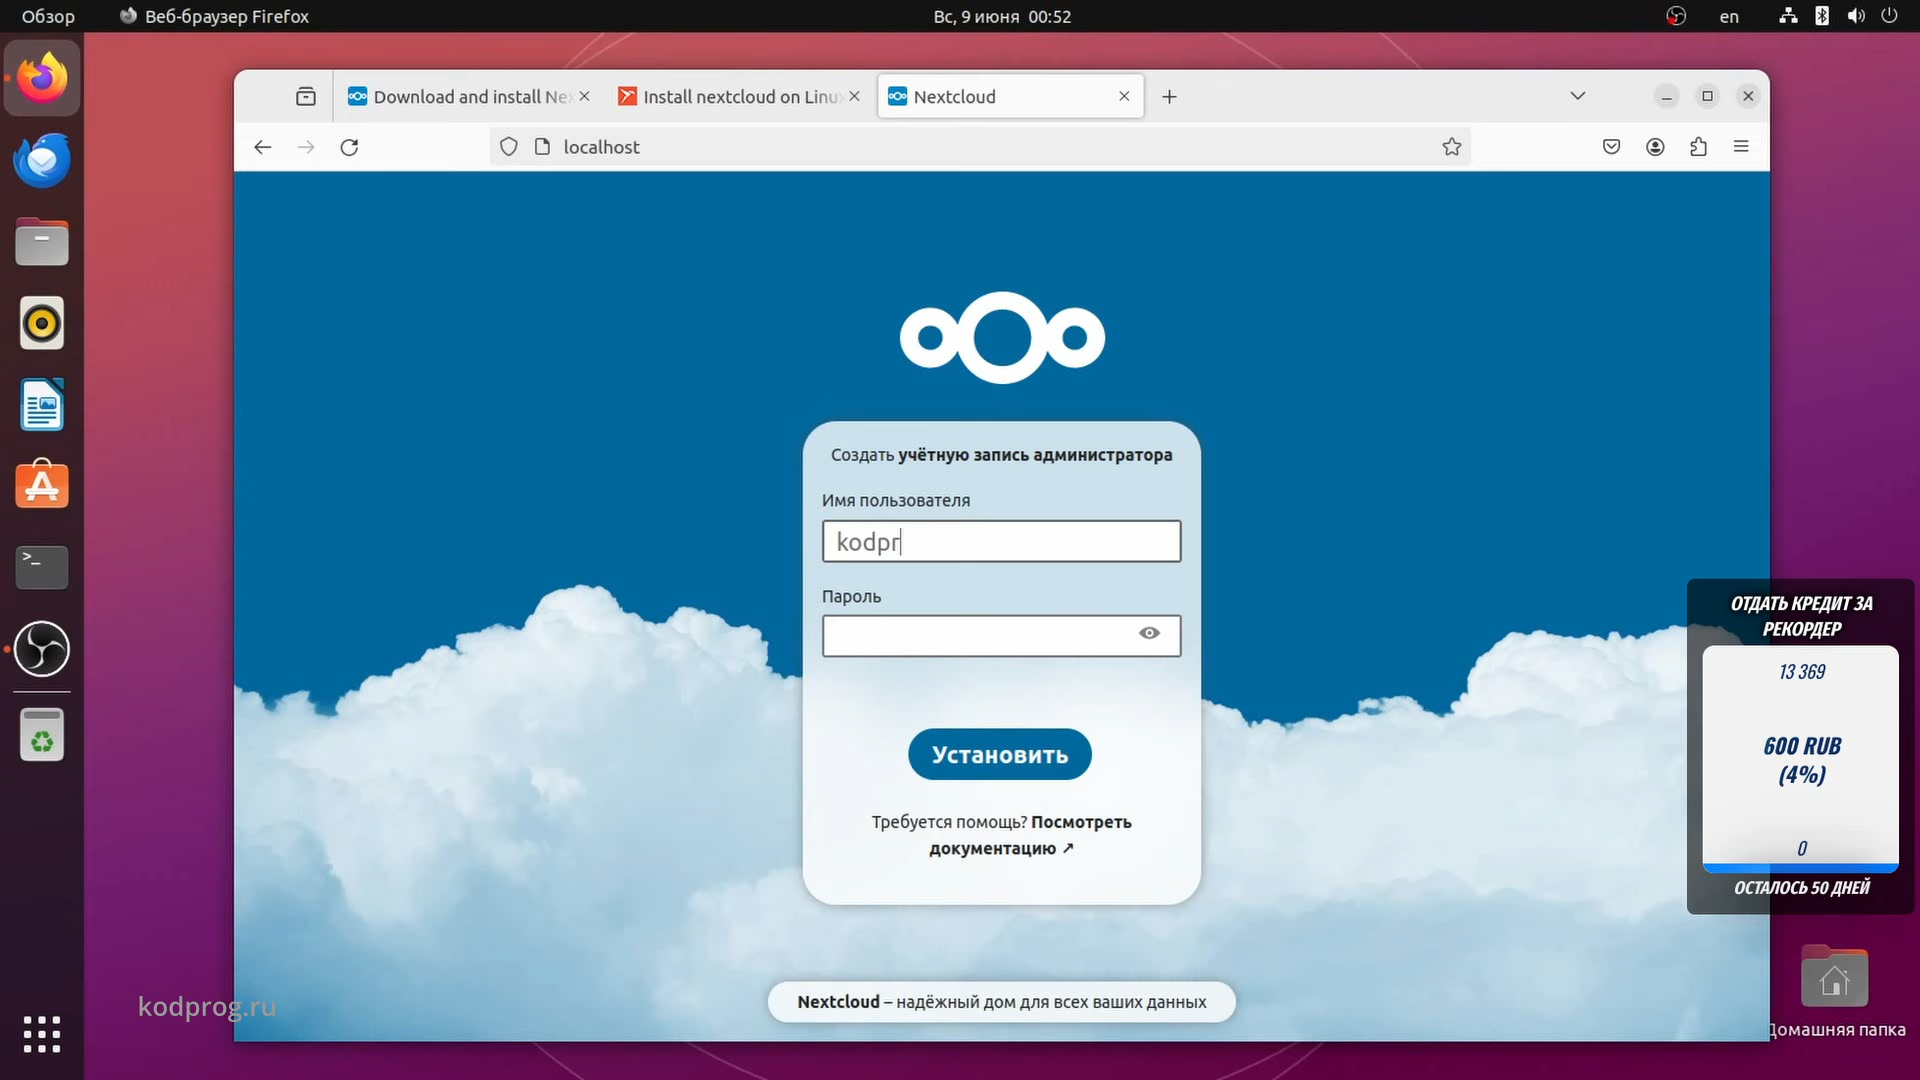 Обзор
Веб-браузер Firefox
Вс, 9 июня 00:52
en
Download and install Nex
Install nextcloud on Linux
Nextcloud
localhost
Создать учётную запись администратора
Имя пользователя
kodpr
Пароль
Установить
Требуется помощь? Посмотреть
документацию ↗
Nextcloud – надёжный дом для всех ваших данных
ОТДАТЬ КРЕДИТ ЗА
РЕКОРДЕР
13 369
600 RUB
(4%)
0
ОСТАЛОСЬ 50 ДНЕЙ
Домашняя папка
kodprog.ru